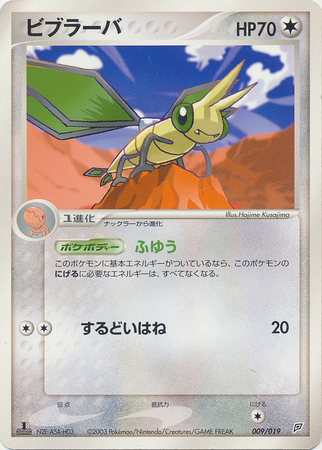 ビブラーバ HP70
Illus.Hajime Kusajima
1進化
ナックラーから進化
ポケボディー ふゆう
このポケモンに基本エネルギーがついているなら、このポケモンの
にげるに必要なエネルギーは、すべてなくなる。
するどいはね 20
弱点 抵抗力 にげる
1 ©2003 Pokémon/Nintendo/Creatures/GAME FREAK 009/019